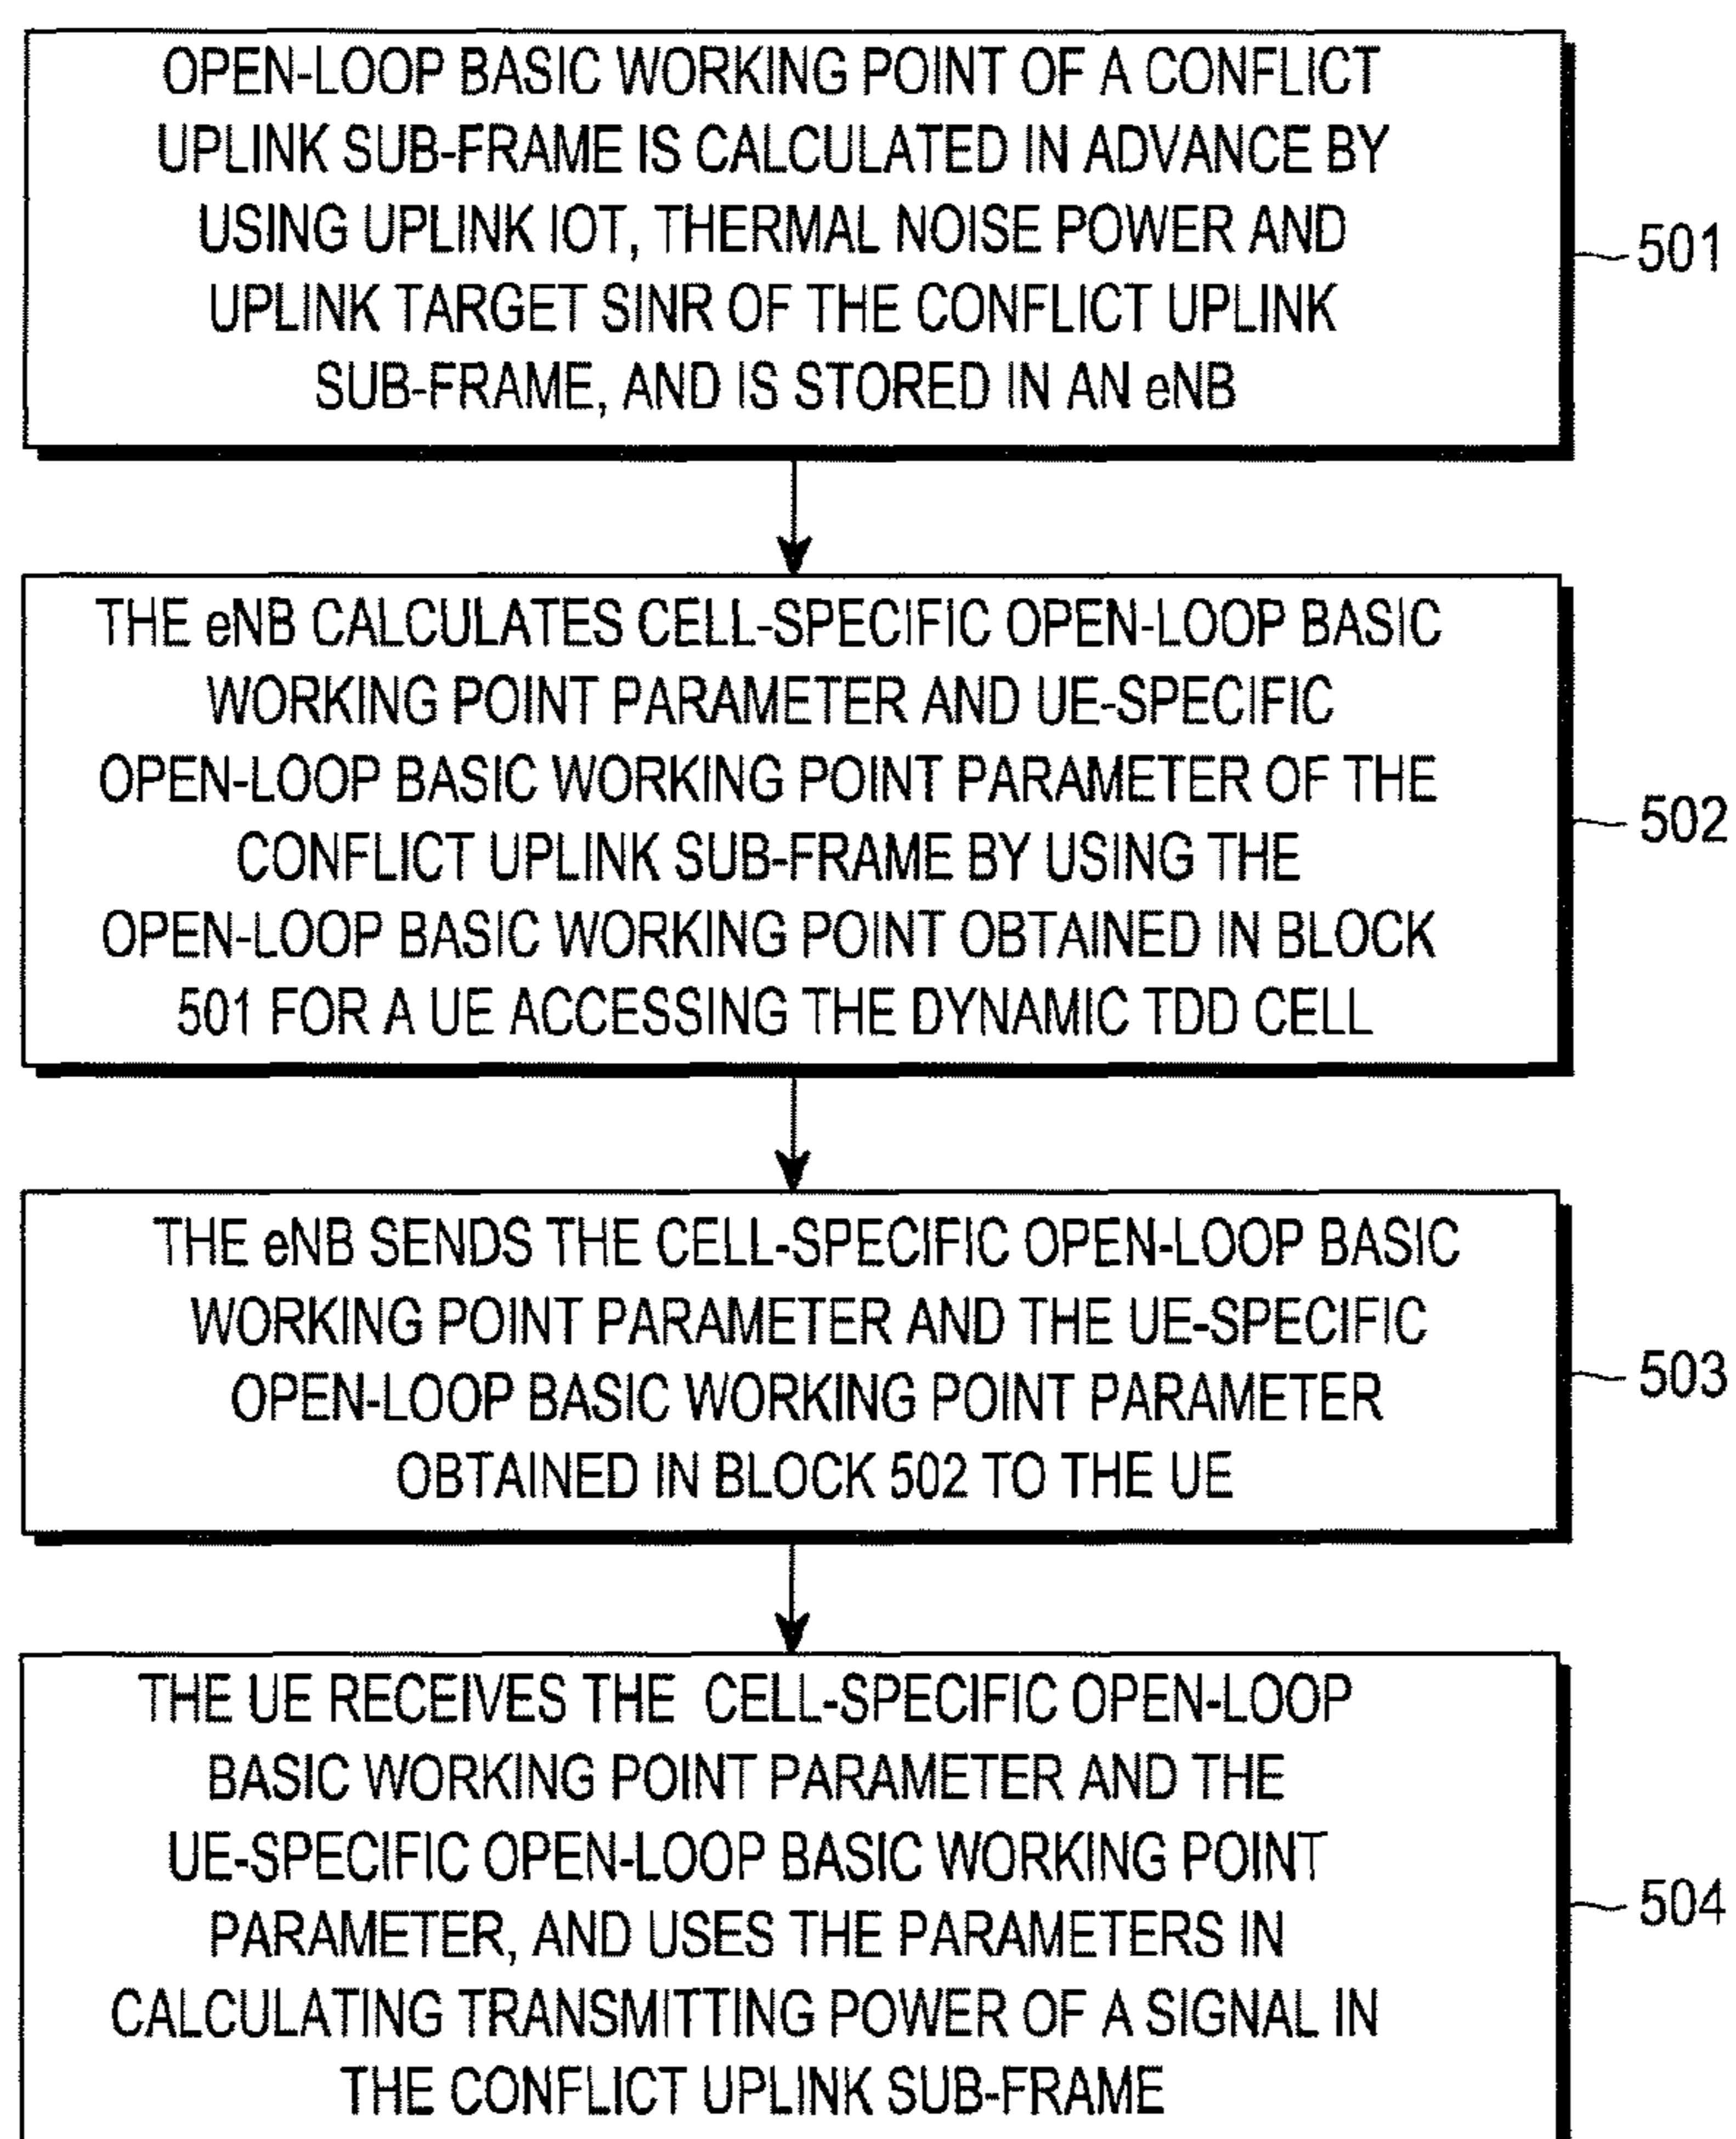 OPEN-LOOP BASIC WORKING POINT OF A CONFLICT
UPLINK SUB-FRAME IS CALCULATED IN ADVANCE BY
USING UPLINK IOT, THERMAL NOISE POWER AND
UPLINK TARGET SINR OF THE CONFLICT UPLINK
SUB-FRAME, AND IS STORED IN AN eNB
501
THE eNB CALCULATES CELL-SPECIFIC OPEN-LOOP BASIC
WORKING POINT PARAMETER AND UE-SPECIFIC
OPEN-LOOP BASIC WORKING POINT PARAMETER OF THE
CONFLICT UPLINK SUB-FRAME BY USING THE
OPEN-LOOP BASIC WORKING POINT OBTAINED IN BLOCK
501 FOR A UE ACCESSING THE DYNAMIC TDD CELL
502
THE eNB SENDS THE CELL-SPECIFIC OPEN-LOOP BASIC
WORKING POINT PARAMETER AND THE UE-SPECIFIC
OPEN-LOOP BASIC WORKING POINT PARAMETER
OBTAINED IN BLOCK 502 TO THE UE
503
THE UE RECEIVES THE CELL-SPECIFIC OPEN-LOOP
BASIC WORKING POINT PARAMETER AND THE
UE-SPECIFIC OPEN-LOOP BASIC WORKING POINT
PARAMETER, AND USES THE PARAMETERS IN
CALCULATING TRANSMITTING POWER OF A SIGNAL IN
THE CONFLICT UPLINK SUB-FRAME
504